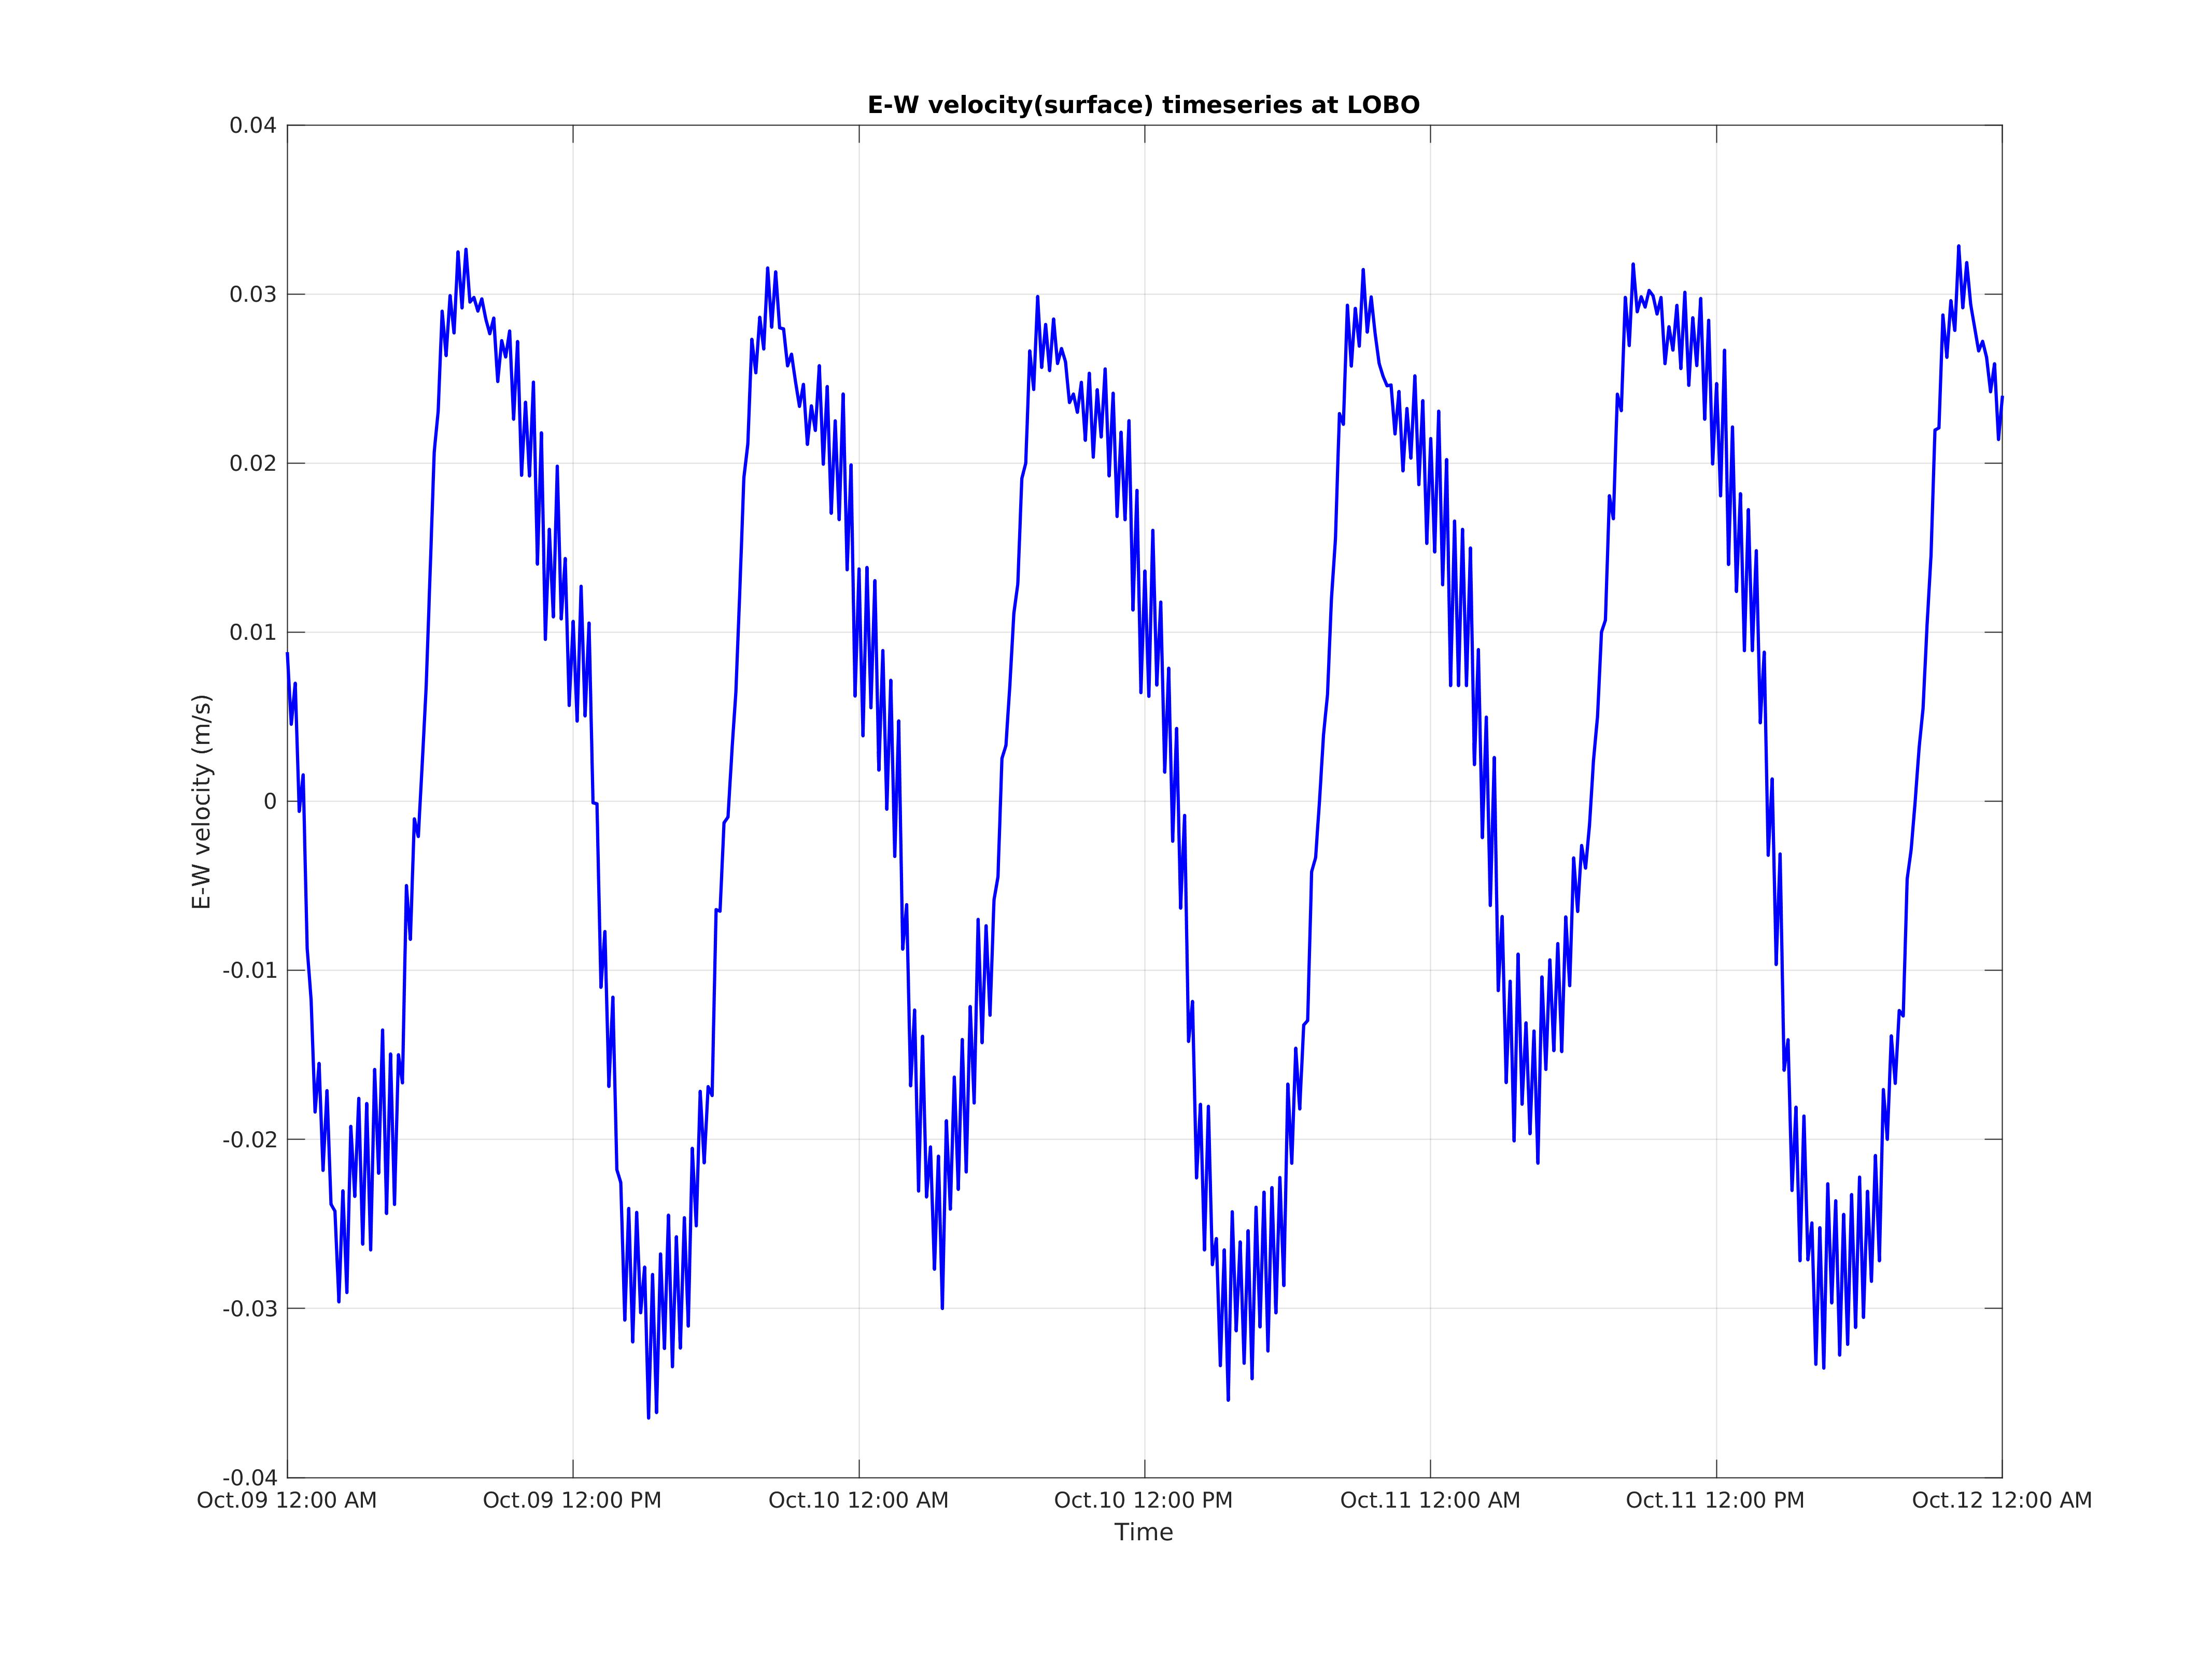 E-W velocity(surface) timeseries at LOBO
0.04
0.03
0.02
0.01
0
-0.01
-0.02
-0.03
-0.04
E-W velocity (m/s)
Oct.09 12:00 AM Oct.09 12:00 PM Oct.10 12:00 AM Oct.10 12:00 PM Oct.11 12:00 AM Oct.11 12:00 PM Oct.12 12:00 AM
Time